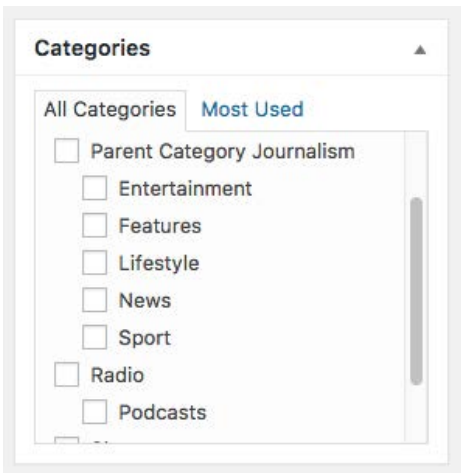 Categories
All Categories Most Used
Parent Category Journalism
Entertainment
Features
Lifestyle
News
Sport
Radio
Podcasts